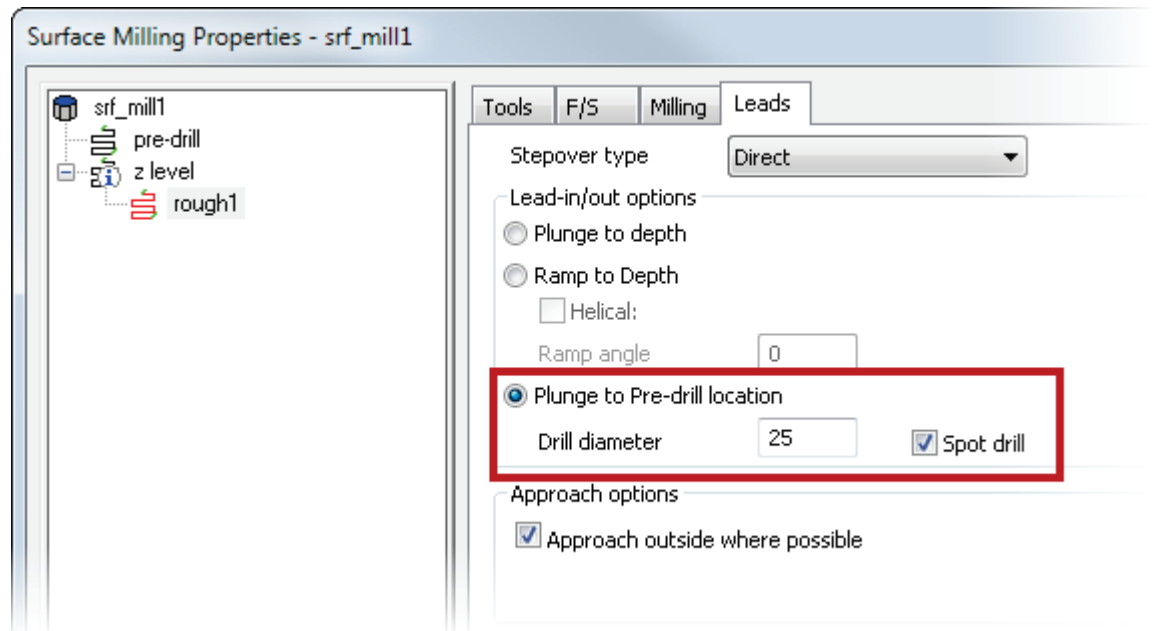 Surface Milling Properties - srf_mill1
srf_mill1
pre-drill
z level
rough1
Tools F/S Milling Leads
Stepover type Direct
Lead-in/out options
Plunge to depth
Ramp to Depth
Helical:
Ramp angle 0
Plunge to Pre-drill location
Drill diameter 25 Spot drill
Approach options
Approach outside where possible